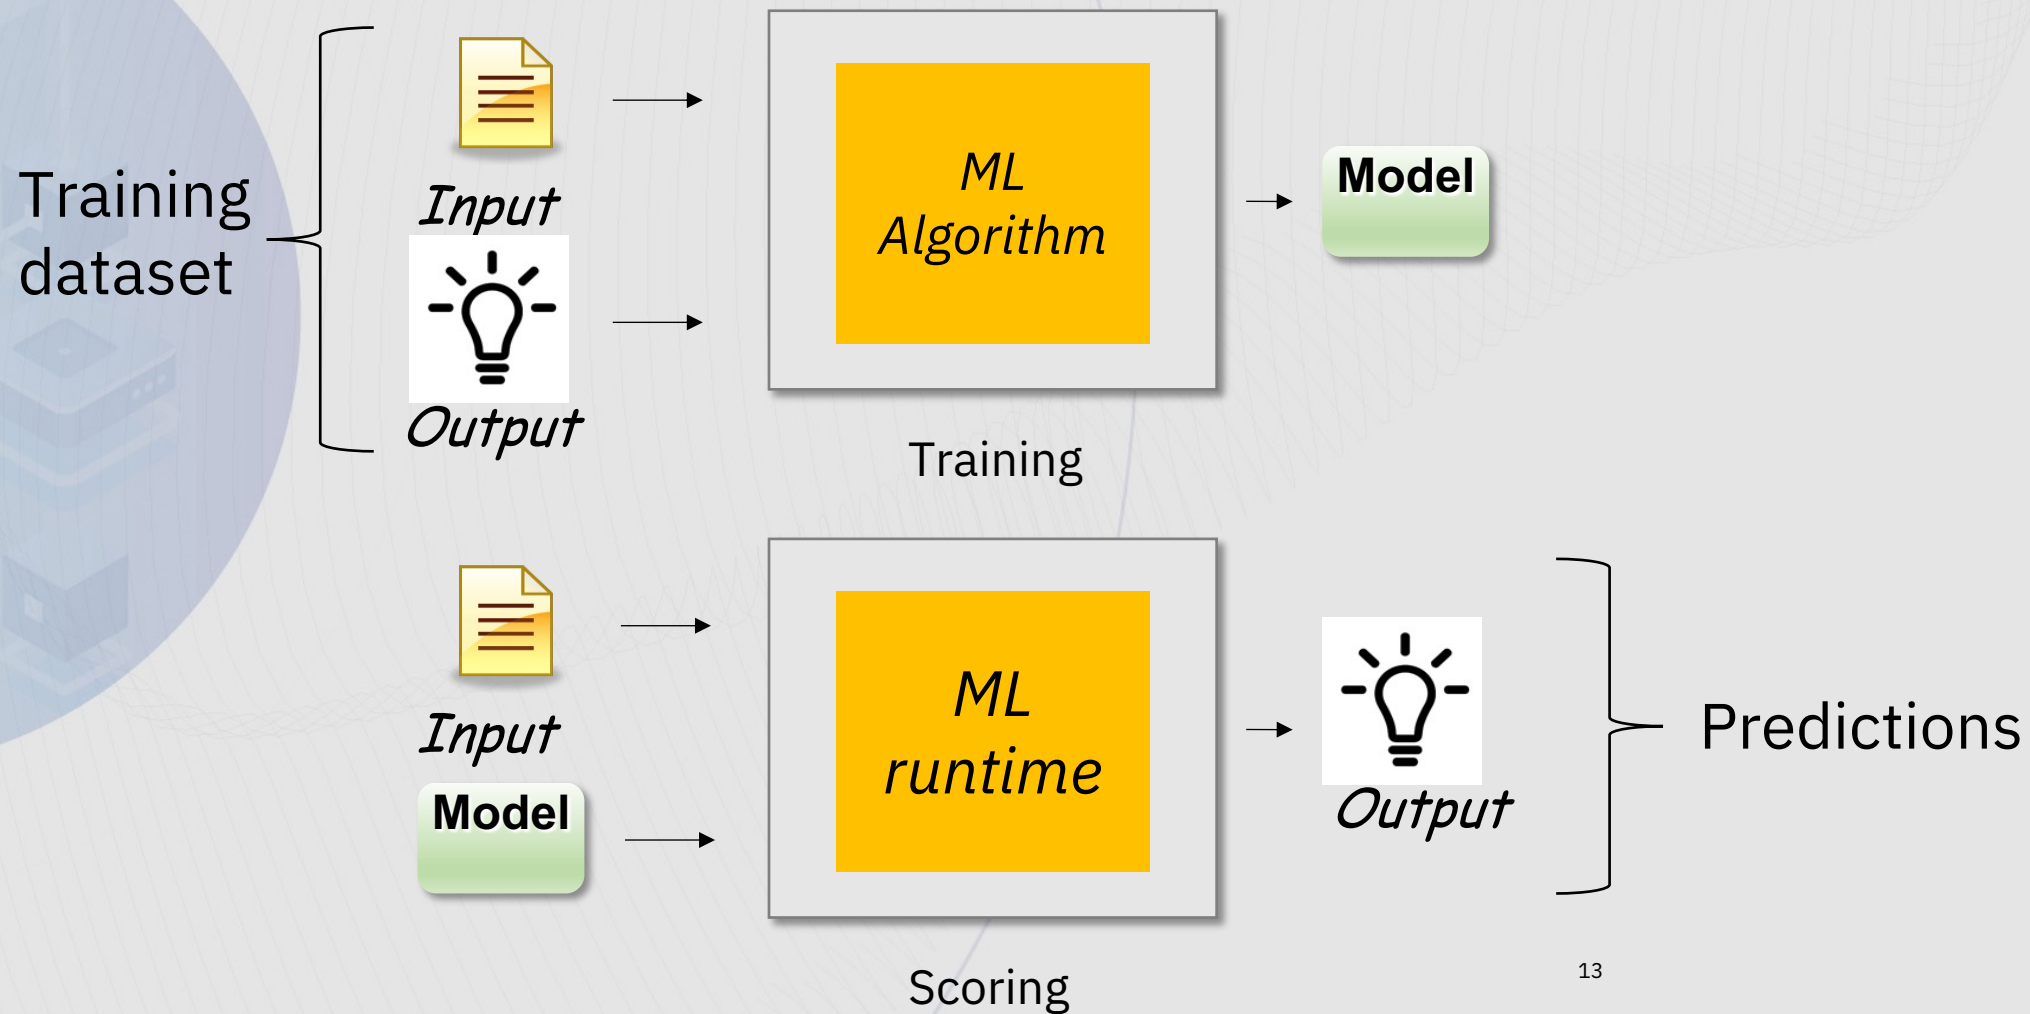 Training
dataset
Input
Output
ML
Algorithm
Training
Model
Input
Model
ML
runtime
Scoring
Output
Predictions
13